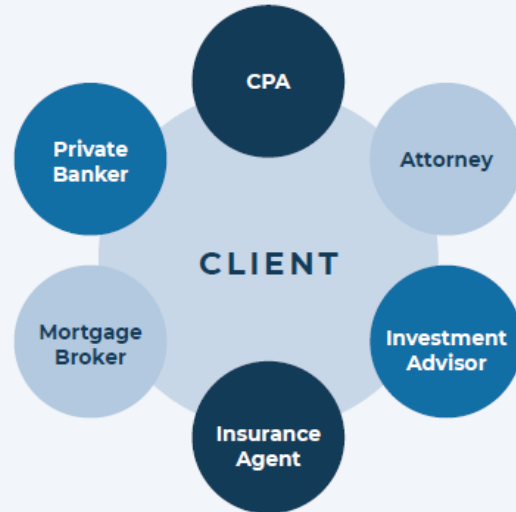 CPA
Private
Banker
Attorney
CLIENT
Mortgage
Broker
Investment
Advisor
Insurance
Agent